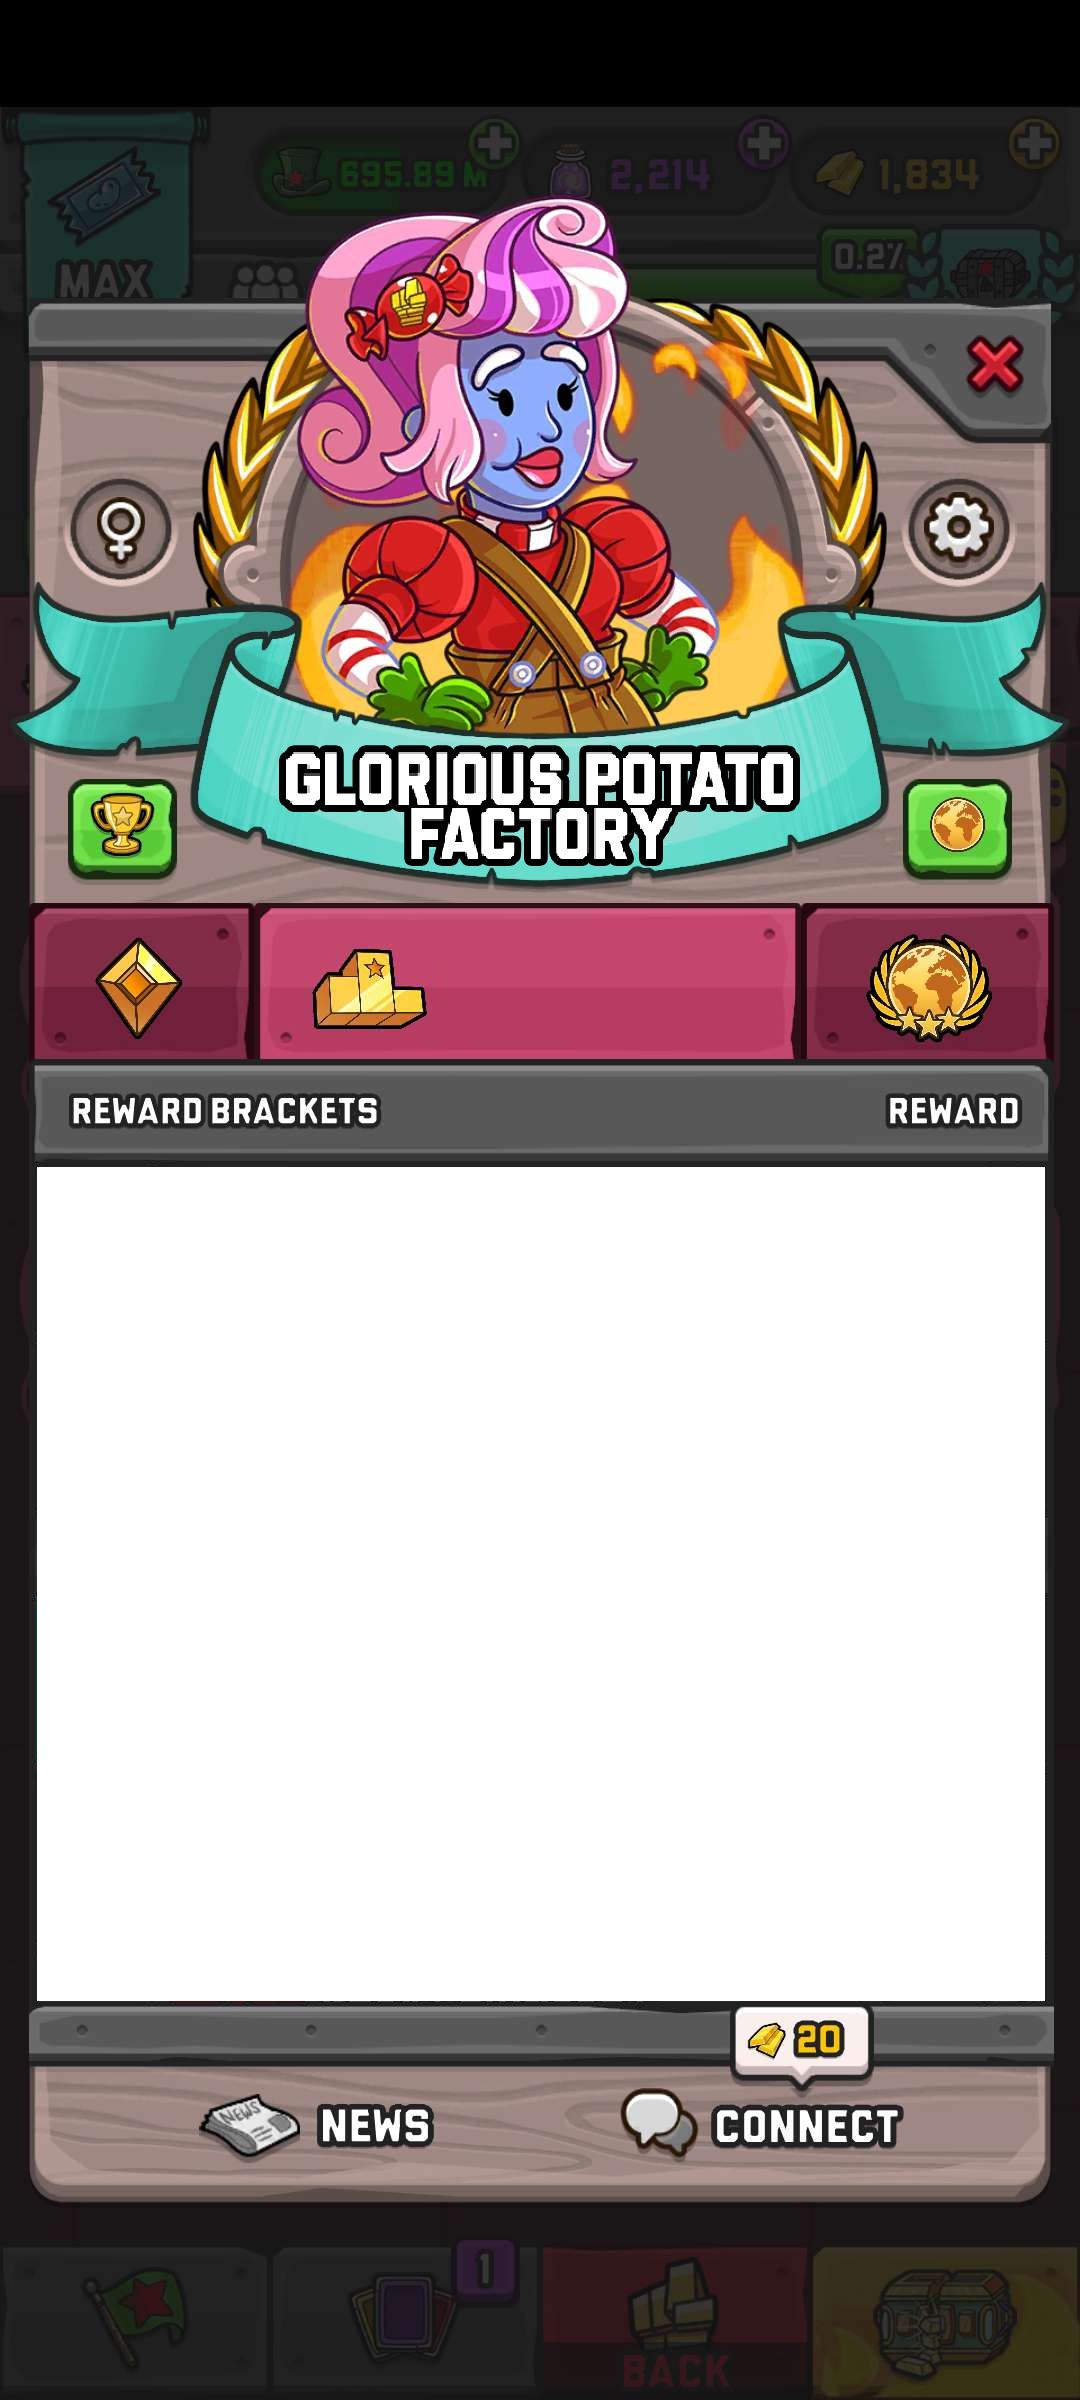 695.89 M
2,214
1,834
MAX
0.2%
GLORIOUS POTATO
FACTORY
REWARD BRACKETS
REWARD
20
NEWS
NEWS
CONNECT
1
BACK